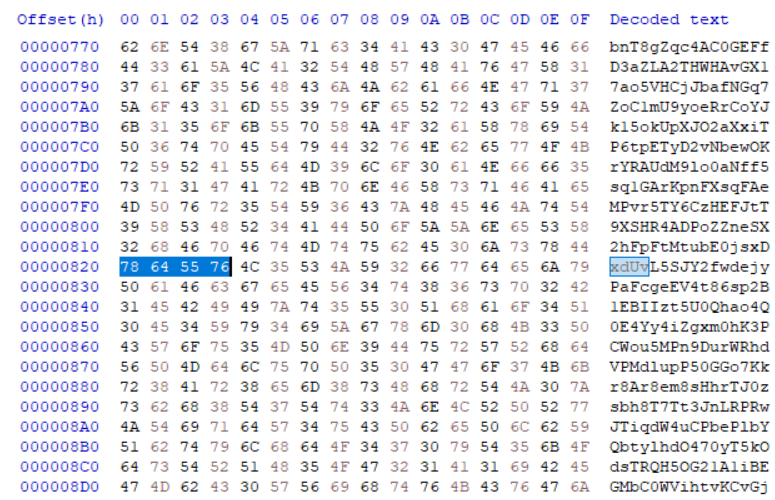 Offset(h) 00 01 02 03 04 05 06 07 08 09 0A 0B 0C 0D 0E 0F Decoded text
00000770 62 6E 54 38 67 5A 71 63 34 41 43 30 47 45 46 66 bnT8gZqc4AC0GEFf
00000780 44 33 61 5A 4C 41 32 54 48 57 48 41 76 47 58 31 D3aZLA2THWHAvGX1
00000790 37 61 6F 35 56 48 43 6A 4A 62 61 66 4E 47 71 37 7ao5VHCjJbafNGq7
000007A0 5A 6F 43 31 6D 55 39 79 6F 65 52 72 43 6F 59 4A ZoC1mU9yoeRrCoYJ
000007B0 6B 31 35 6F 6B 55 70 58 4A 4F 32 61 58 78 69 54 k15okUpXJO2aXxiT
000007C0 50 36 74 70 45 54 79 44 32 76 4E 62 65 77 4F 4B P6tpETyD2vNbewOK
000007D0 72 59 52 41 55 64 4D 39 6C 6F 30 61 4E 66 66 35 rYRAUdM9lo0aNff5
000007E0 73 71 31 47 41 72 4B 70 6E 46 58 73 71 46 41 65 sq1GArKpnFXsqFAe
000007F0 4D 50 76 72 35 54 59 36 43 7A 48 45 46 4A 74 54 MPvr5TY6CzHEFJtT
00000800 39 58 53 48 52 34 41 44 50 6F 5A 5A 6E 65 53 58 9XSHR4ADPoZZneSX
00000810 32 68 46 70 46 74 4D 74 75 62 45 30 6A 73 78 44 2hFpFtMtubE0jsxD
00000820 78 64 55 76 4C 35 53 4A 59 32 66 77 64 65 6A 79 xdUvL5SJY2fwdejy
00000830 50 61 46 63 67 65 45 56 34 74 38 36 73 70 32 42 PaFcgeEV4t86sp2B
00000840 31 45 42 49 49 7A 74 35 55 30 51 68 61 6F 34 51 1EBIIzt5U0Qhao4Q
00000850 30 45 34 59 79 34 69 5A 67 78 6D 30 68 4B 33 50 0E4Yy4iZgxm0hK3P
00000860 43 57 6F 75 35 4D 50 6E 39 44 75 72 57 52 68 64 CWou5MPn9DurWRhd
00000870 56 50 4D 64 6C 75 70 50 35 30 47 47 6F 37 4B 6B VPMdlupP50GGo7Kk
00000880 72 38 41 72 38 65 6D 38 73 48 68 72 54 4A 30 7A r8Ar8em8sHhrTJ0z
00000890 73 62 68 38 54 37 54 74 33 4A 6E 4C 52 50 52 77 sbh8T7Tt3JnLRPRw
000008A0 4A 54 69 71 64 57 34 75 43 50 62 65 50 6C 62 59 JTiqdW4uCPbePlbY
000008B0 51 62 74 79 6C 68 64 4F 34 37 30 79 54 35 6B 4F QbtylhdO470yT5kO
000008C0 64 73 54 52 51 48 35 4F 47 32 31 41 31 69 42 45 dsTRQH5OG21A1iBE
000008D0 47 4D 62 43 30 57 56 69 68 74 76 4B 43 76 47 6A GMbC0WVihtvKCvGj